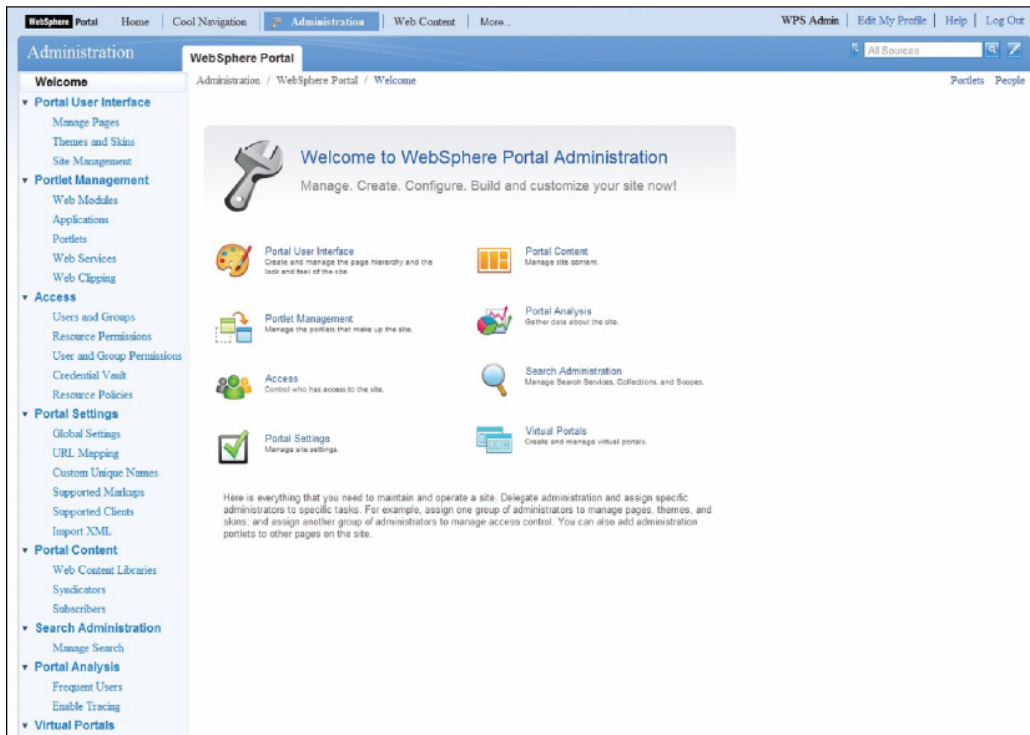 WebSphere Portal Home Cool Navigation Administration Web Content More... WPS Admin Edit My Profile Help Log Out
Administration
WebSphere Portal
All Sources
Administration / WebSphere Portal / Welcome
Portlets People
Welcome
Portal User Interface
Manage Pages
Themes and Skins
Site Management
Portlet Management
Web Modules
Applications
Portlets
Web Services
Web Clipping
Access
Users and Groups
Resource Permissions
User and Group Permissions
Credential Vault
Resource Policies
Portal Settings
Global Settings
URL Mapping
Custom Unique Names
Supported Markups
Supported Clients
Import XML
Portal Content
Web Content Libraries
Syndicators
Subscribers
Search Administration
Manage Search
Portal Analysis
Frequent Users
Enable Tracing
Virtual Portals
Welcome to WebSphere Portal Administration
Manage. Create. Configure. Build and customize your site now!
Portal User Interface
Create and manage the page hierarchy and the
look and feel of the site.
Portal Content
Manage site content.
Portlet Management
Manage the portlets that make up the site.
Portal Analysis
Gather data about the site.
Access
Control who has access to the site.
Search Administration
Manage Search Services, Collections, and Scopes.
Portal Settings
Manage site settings.
Virtual Portals
Create and manage virtual portals.
Here is everything that you need to maintain and operate a site. Delegate administration and assign specific
administrators to specific tasks. For example, assign one group of administrators to manage pages, themes, and
skins; and assign another group of administrators to manage access control. You can also add administration
portlets to other pages on the site.